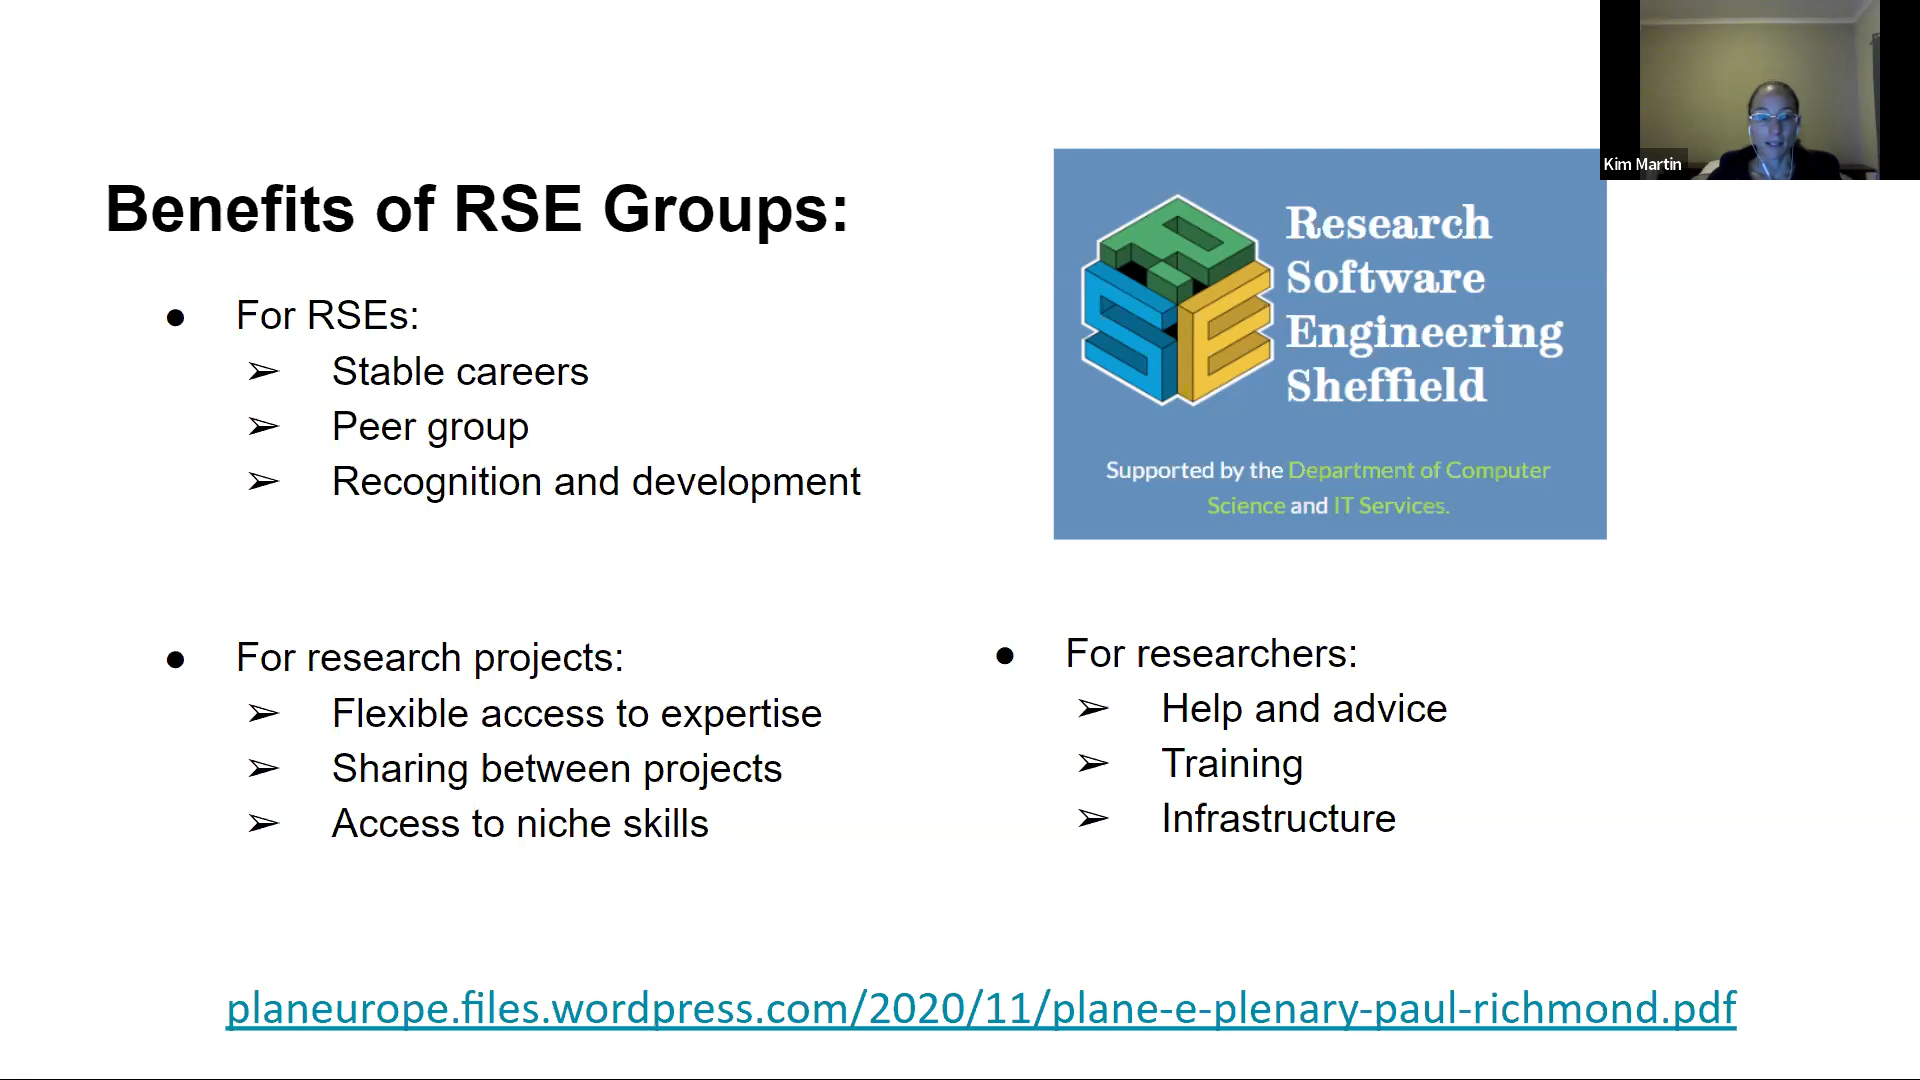 Kim Martin
Benefits of RSE Groups:
● For RSEs:
➢ Stable careers
➢ Peer group
➢ Recognition and development
RSE
Research
Software
Engineering
Sheffield
Supported by the Department of Computer
Science and IT Services.
● For research projects:
➢ Flexible access to expertise
➢ Sharing between projects
➢ Access to niche skills
● For researchers:
➢ Help and advice
➢ Training
➢ Infrastructure
planeurope.files.wordpress.com/2020/11/plane-e-plenary-paul-richmond.pdf